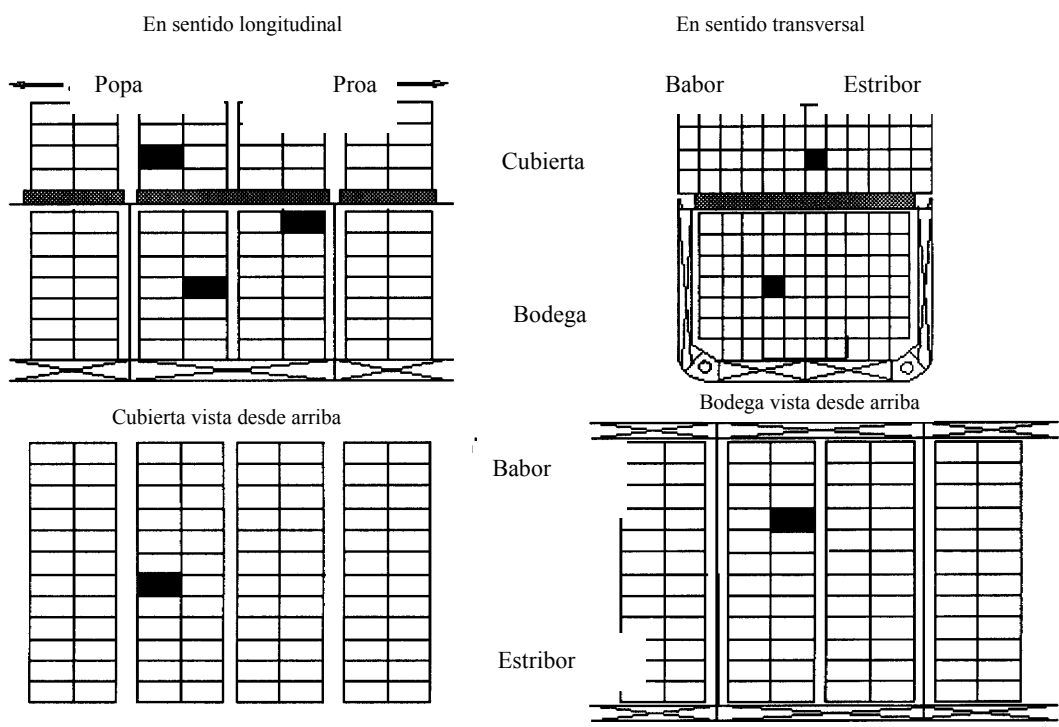 En sentido longitudinal
En sentido transversal
Popa
Proa
Babor
Estribor
Cubierta
Bodega
Cubierta vista desde arriba
Bodega vista desde arriba
Babor
Estribor